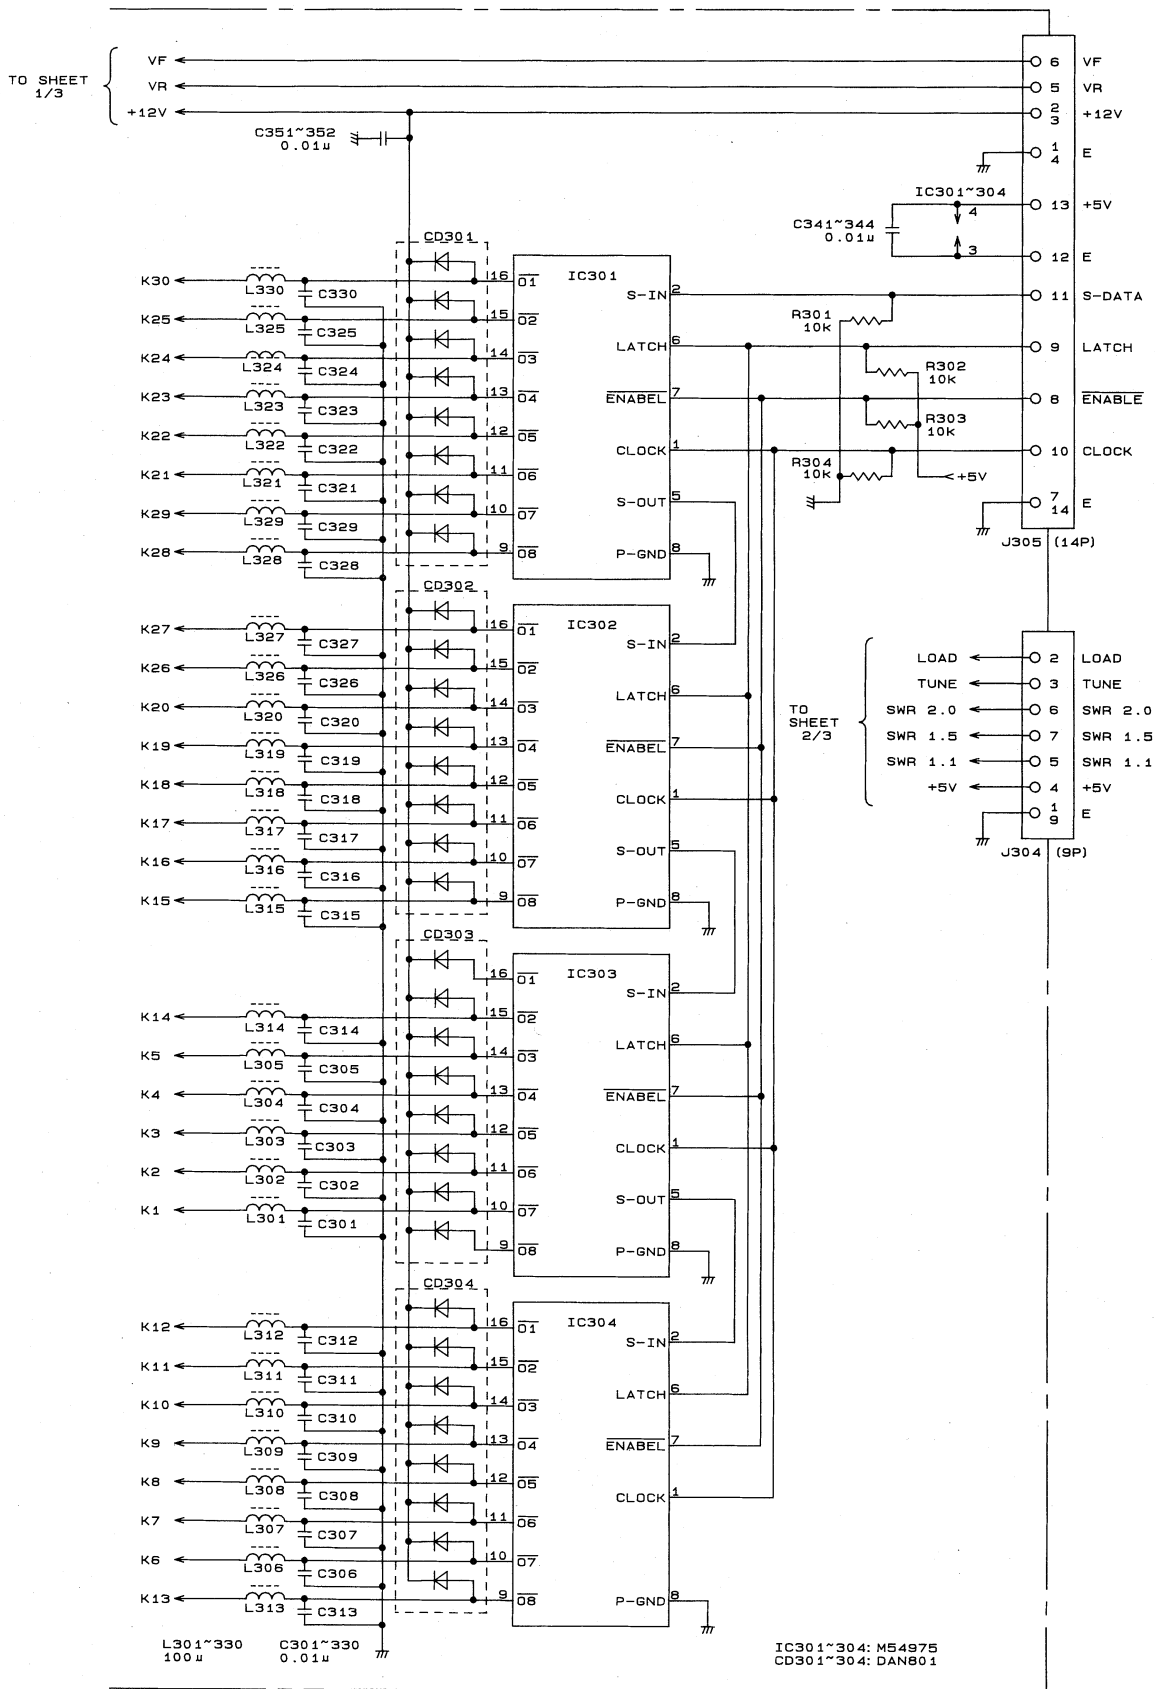 TO SHEET
1/3
VF
VR
+12V
C351~352
0.01µ
6 VF
5 VR
2
3 +12V
1
4 E
13 +5V
12 E
11 S-DATA
9 LATCH
8 ENABLE
10 CLOCK
7
14 E
J305 (14P)
IC301~304
4
3
C341~344
0.01µ
R301
10k
R302
10k
R303
10k
R304
10k
+5V
CD301
K30 L330 C330
K25 L325 C325
K24 L324 C324
K23 L323 C323
K22 L322 C322
K21 L321 C321
K29 L329 C329
K28 L328 C328
IC301
16 O1
15 O2
14 O3
13 O4
12 O5
11 O6
10 O7
9 O8
S-IN 2
LATCH 6
ENABEL 7
CLOCK 1
S-OUT 5
P-GND 8
CD302
K27 L327 C327
K26 L326 C326
K20 L320 C320
K19 L319 C319
K18 L318 C318
K17 L317 C317
K16 L316 C316
K15 L315 C315
IC302
16 O1
15 O2
14 O3
13 O4
12 O5
11 O6
10 O7
9 O8
S-IN 2
LATCH 6
ENABEL 7
CLOCK 1
S-OUT 5
P-GND 8
TO
SHEET
2/3
LOAD 2 LOAD
TUNE 3 TUNE
SWR 2.0 6 SWR 2.0
SWR 1.5 7 SWR 1.5
SWR 1.1 5 SWR 1.1
+5V 4 +5V
1
9 E
J304 (9P)
CD303
K14 L314 C314
K5 L305 C305
K4 L304 C304
K3 L303 C303
K2 L302 C302
K1 L301 C301
IC303
16 O1
15 O2
14 O3
13 O4
12 O5
11 O6
10 O7
9 O8
S-IN 2
LATCH 6
ENABEL 7
CLOCK 1
S-OUT 5
P-GND 8
CD304
K12 L312 C312
K11 L311 C311
K10 L310 C310
K9 L309 C309
K8 L308 C308
K7 L307 C307
K6 L306 C306
K13 L313 C313
IC304
16 O1
15 O2
14 O3
13 O4
12 O5
11 O6
10 O7
9 O8
S-IN 2
LATCH 6
ENABEL 7
CLOCK 1
P-GND 8
L301~330
100µ
C301~330
0.01µ
IC301~304: M54975
CD301~304: DAN801